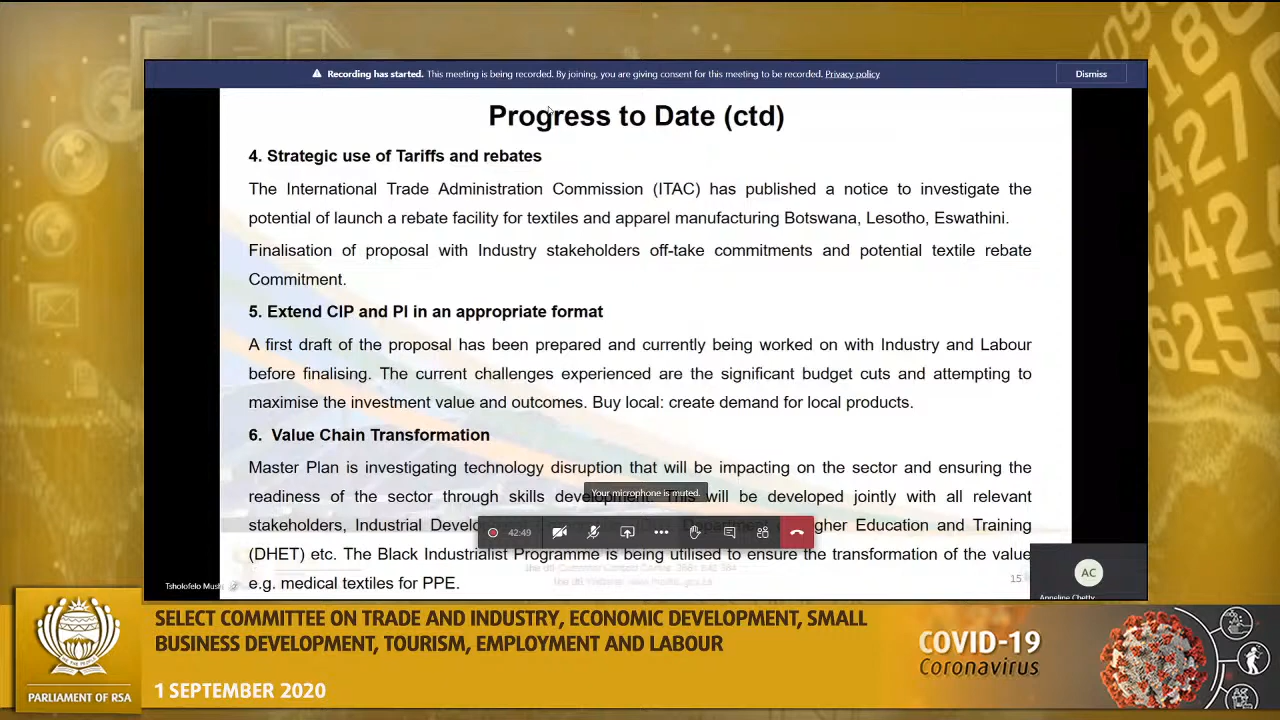 Recording has started. This meeting is being recorded. By joining, you are giving consent for this meeting to be recorded. Privacy policy
Dismiss
Progress to Date (ctd)
4. Strategic use of Tariffs and rebates
The International Trade Administration Commission (ITAC) has published a notice to investigate the
potential of launch a rebate facility for textiles and apparel manufacturing Botswana, Lesotho, Eswathini.
Finalisation of proposal with Industry stakeholders off-take commitments and potential textile rebate
Commitment.
5. Extend CIP and PI in an appropriate format
A first draft of the proposal has been prepared and currently being worked on with Industry and Labour
before finalising. The current challenges experienced are the significant budget cuts and attempting to
maximise the investment value and outcomes. Buy local: create demand for local products.
6. Value Chain Transformation
Master Plan is investigating technology disruption that will be impacting on the sector and ensuring the
readiness of the sector through skills will be developed jointly with all relevant
Your microphone is muted.
stakeholders, Industrial Education and Training
42:49
(DHET) etc. The Black Industrialist Programme is being utilised to ensure the transformation of the value
e.g. medical textiles for PPE.
15
AC
Tsholofelo
Anneline Chetty
SELECT COMMITTEE ON TRADE AND INDUSTRY, ECONOMIC DEVELOPMENT, SMALL
BUSINESS DEVELOPMENT, TOURISM, EMPLOYMENT AND LABOUR
1 SEPTEMBER 2020
PARLIAMENT OF RSA
COVID-19
Coronavirus